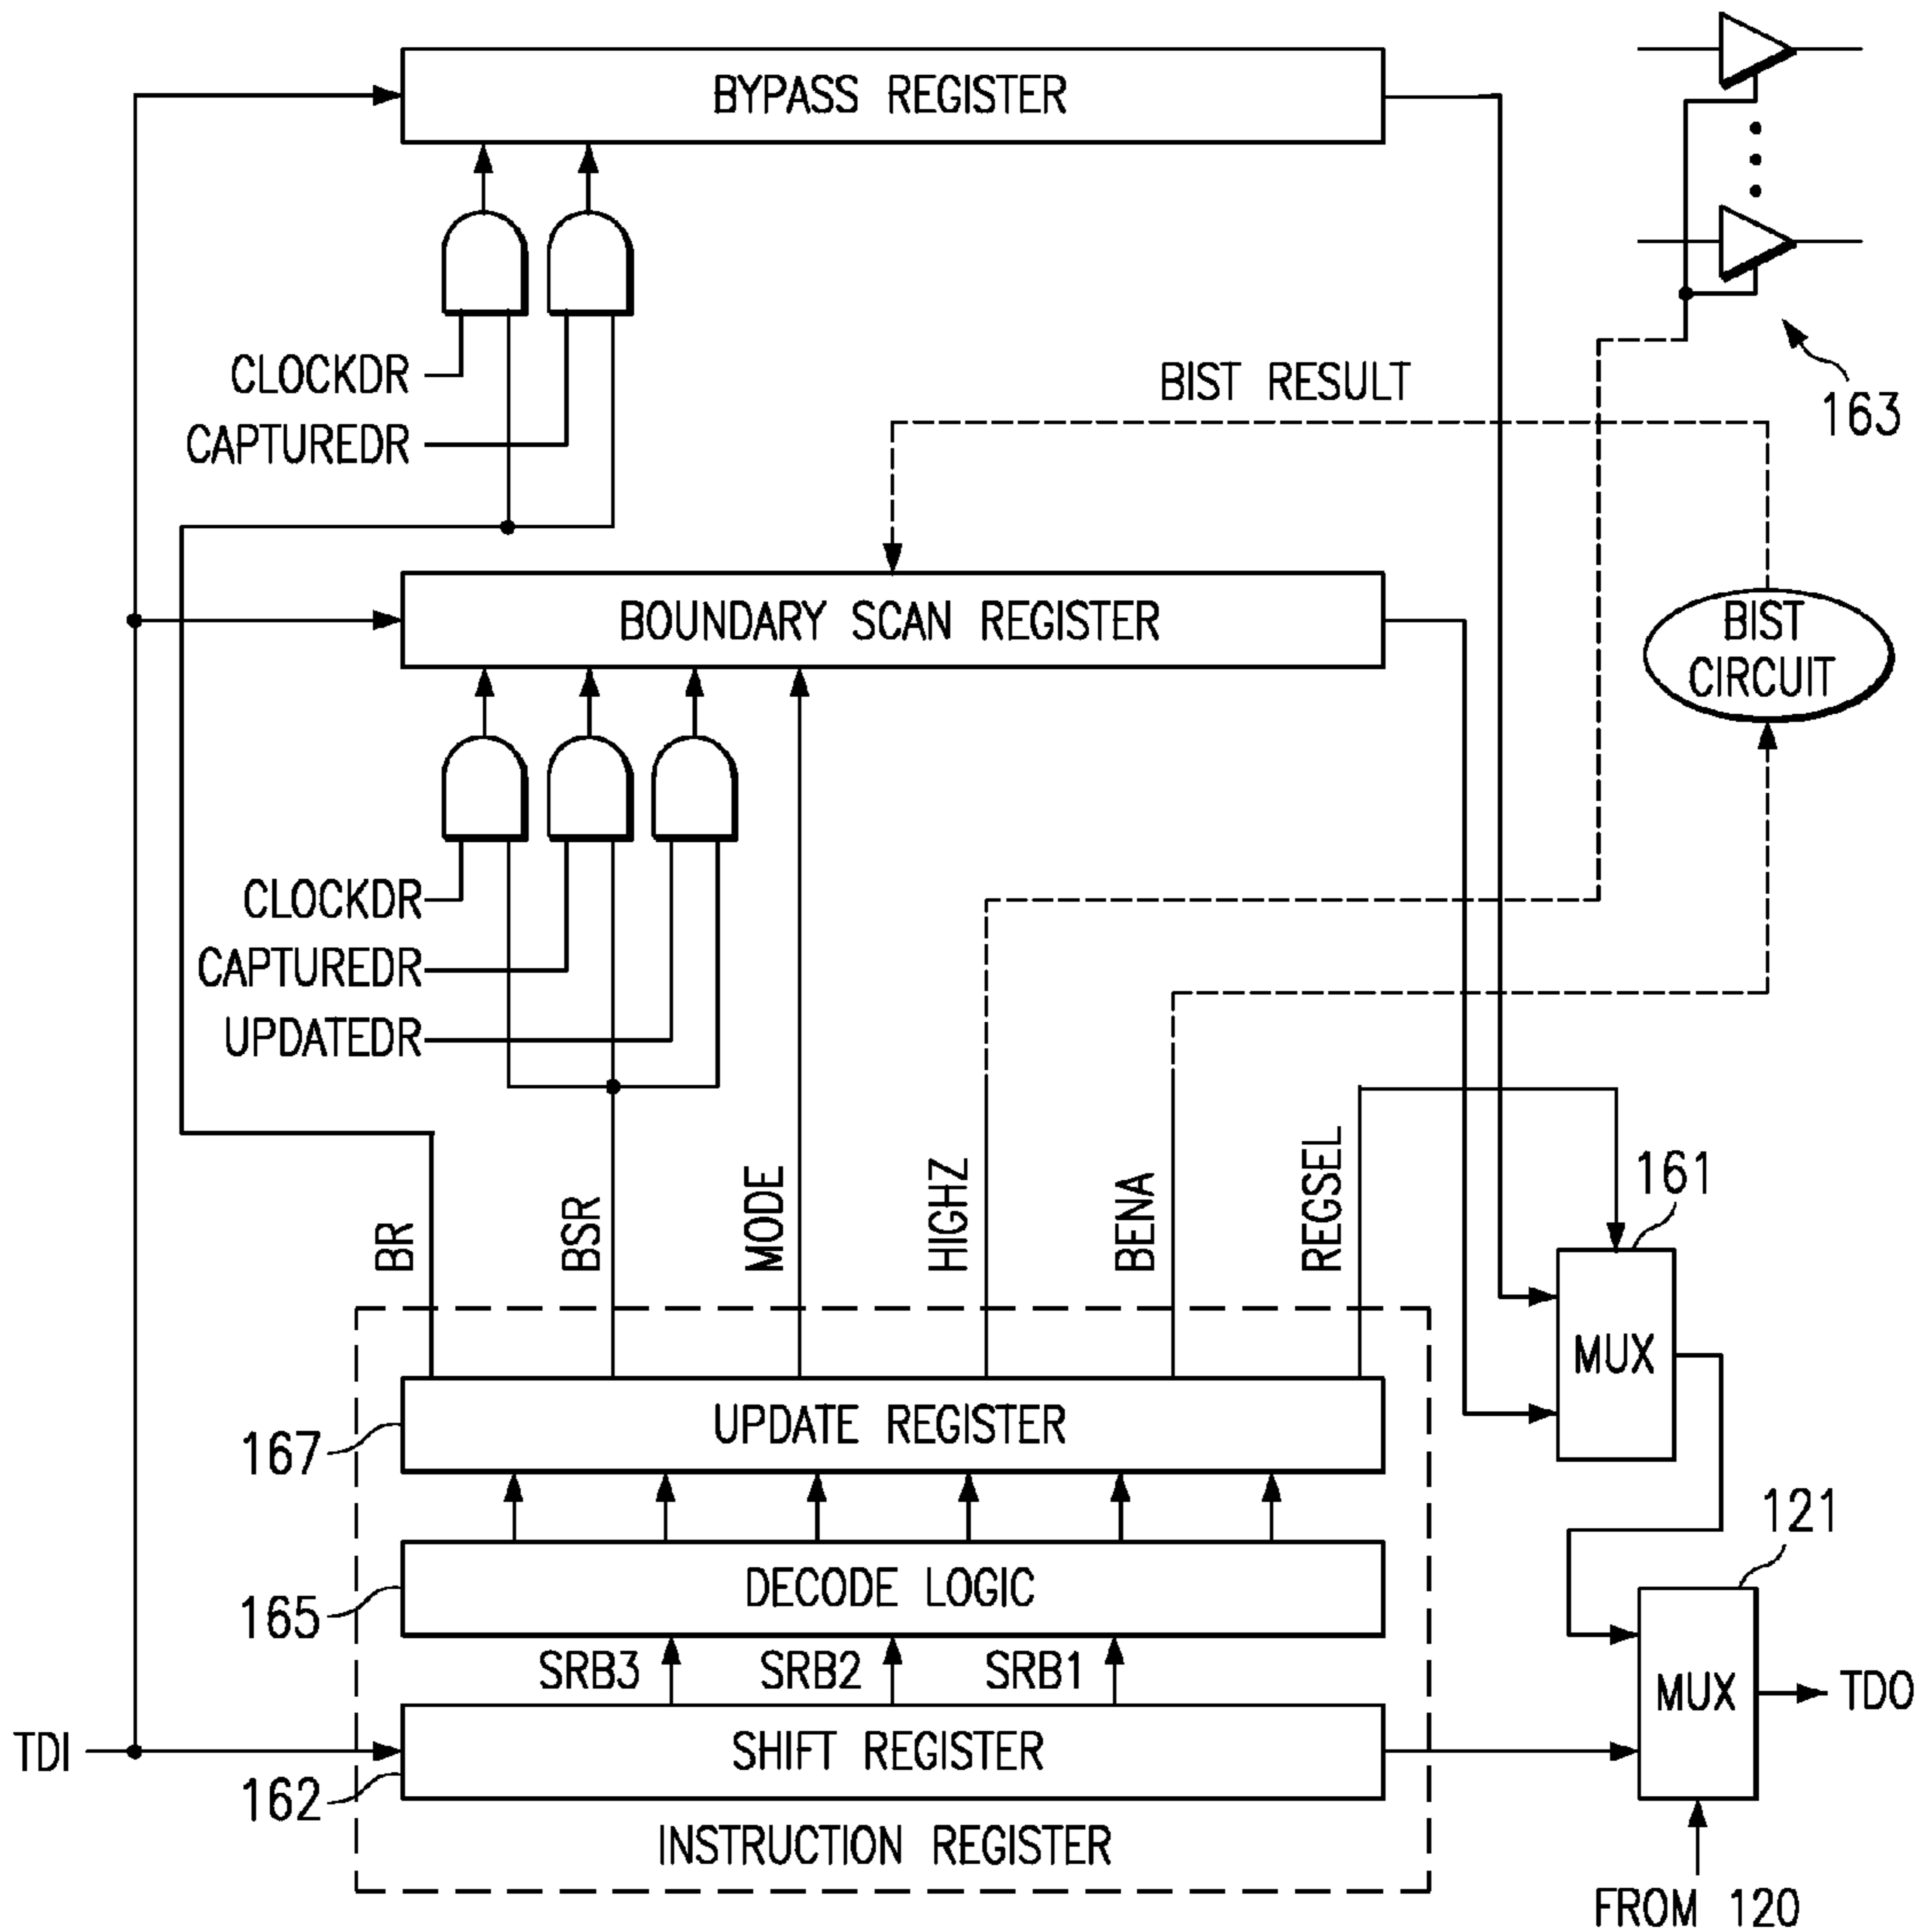 BYPASS REGISTER
CLOCKDR
CAPTUREDR
BIST RESULT
163
BOUNDARY SCAN REGISTER
BIST
CIRCUIT
CLOCKDR
CAPTUREDR
UPDATEDR
BR
BSR
MODE
HIGHZ
BENA
REGSEL
161
MUX
UPDATE REGISTER
167
121
DECODE LOGIC
165
SRB3
SRB2
SRB1
MUX
TDO
TDI
SHIFT REGISTER
162
INSTRUCTION REGISTER
FROM 120